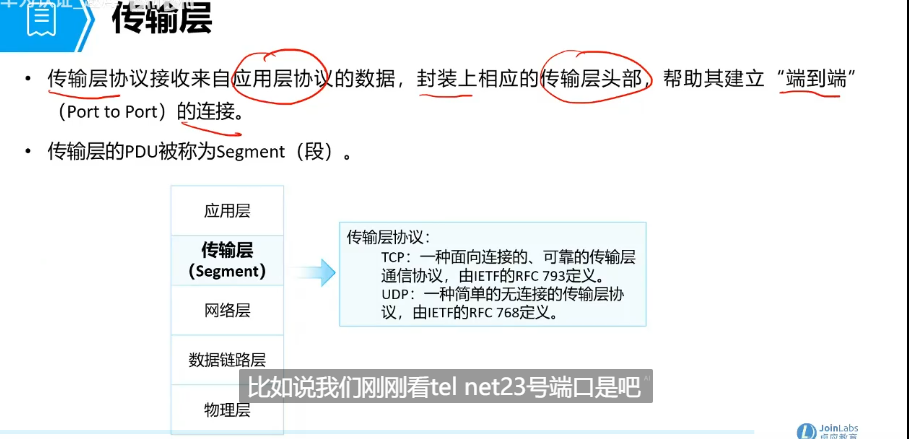 传输层
• 传输层协议接收来自应用层协议的数据，封装上相应的传输层头部，帮助其建立“端到端”
（Port to Port）的连接。
• 传输层的PDU被称为Segment（段）。
应用层
传输层
（Segment）
网络层
数据链路层
物理层
传输层协议：
TCP：一种面向连接的、可靠的传输层
通信协议，由IETF的RFC 793定义。
UDP：一种简单的无连接的传输层协
议，由IETF的RFC 768定义。
比如说我们刚刚看tel net23号端口是吧
JoinLabs